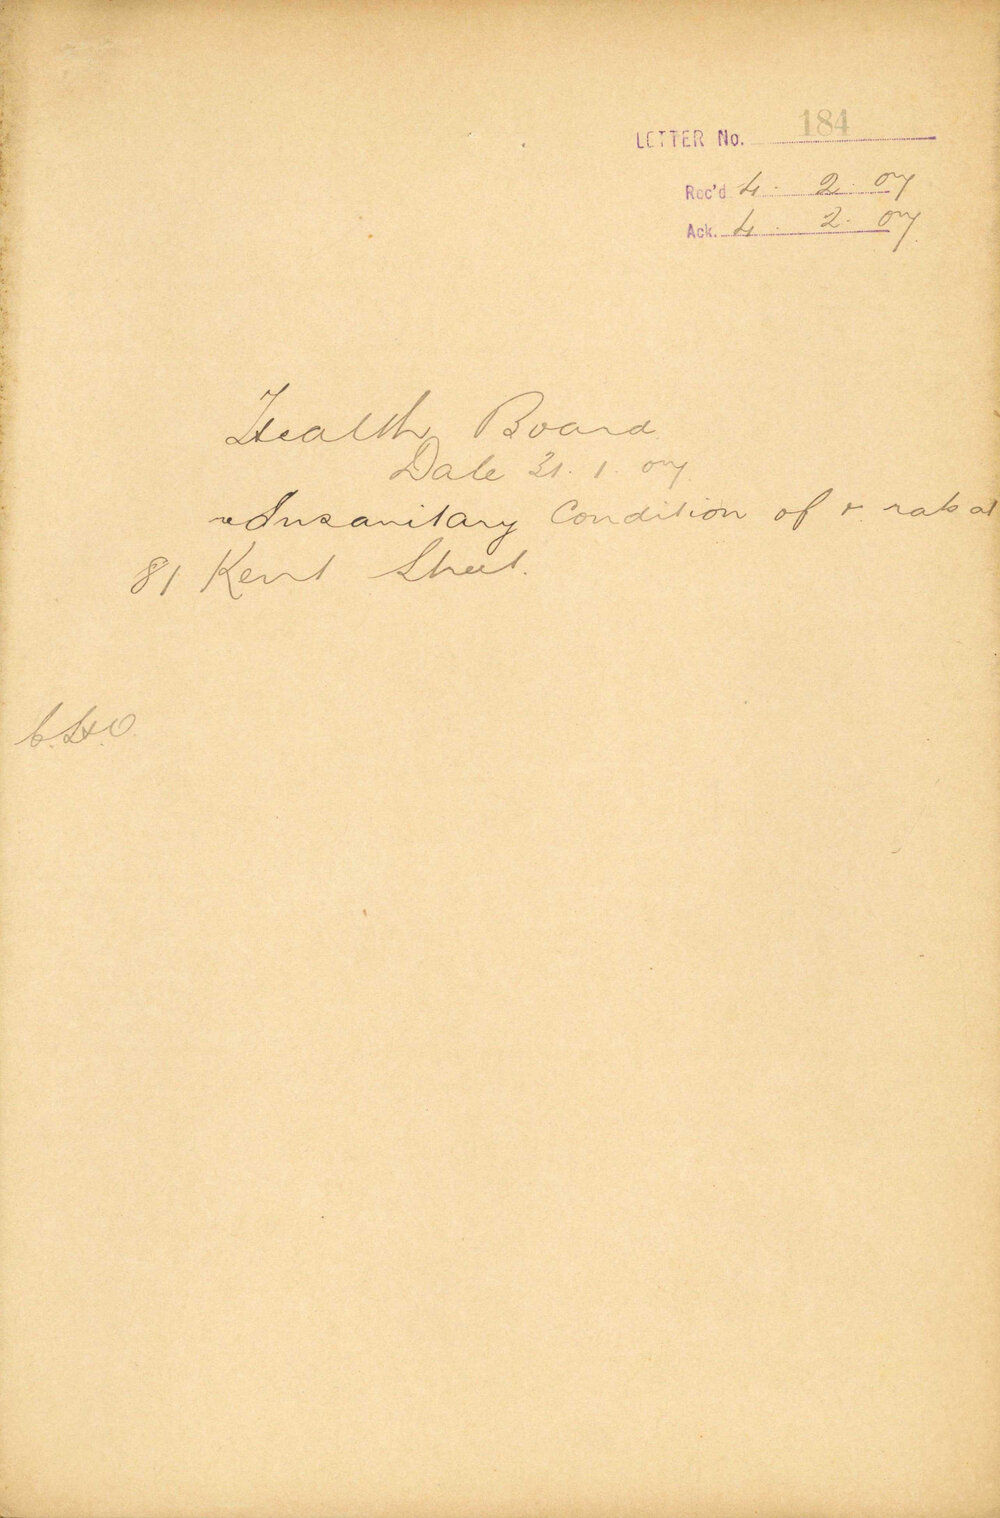 LETTER No. 184
Rec'd 4. 2. 07
Ack. 4. 2. 07
Health Board
Date 31. 1. 07
re Insanitary Condition of & rats at
81 Kent Street.
C.H.O.